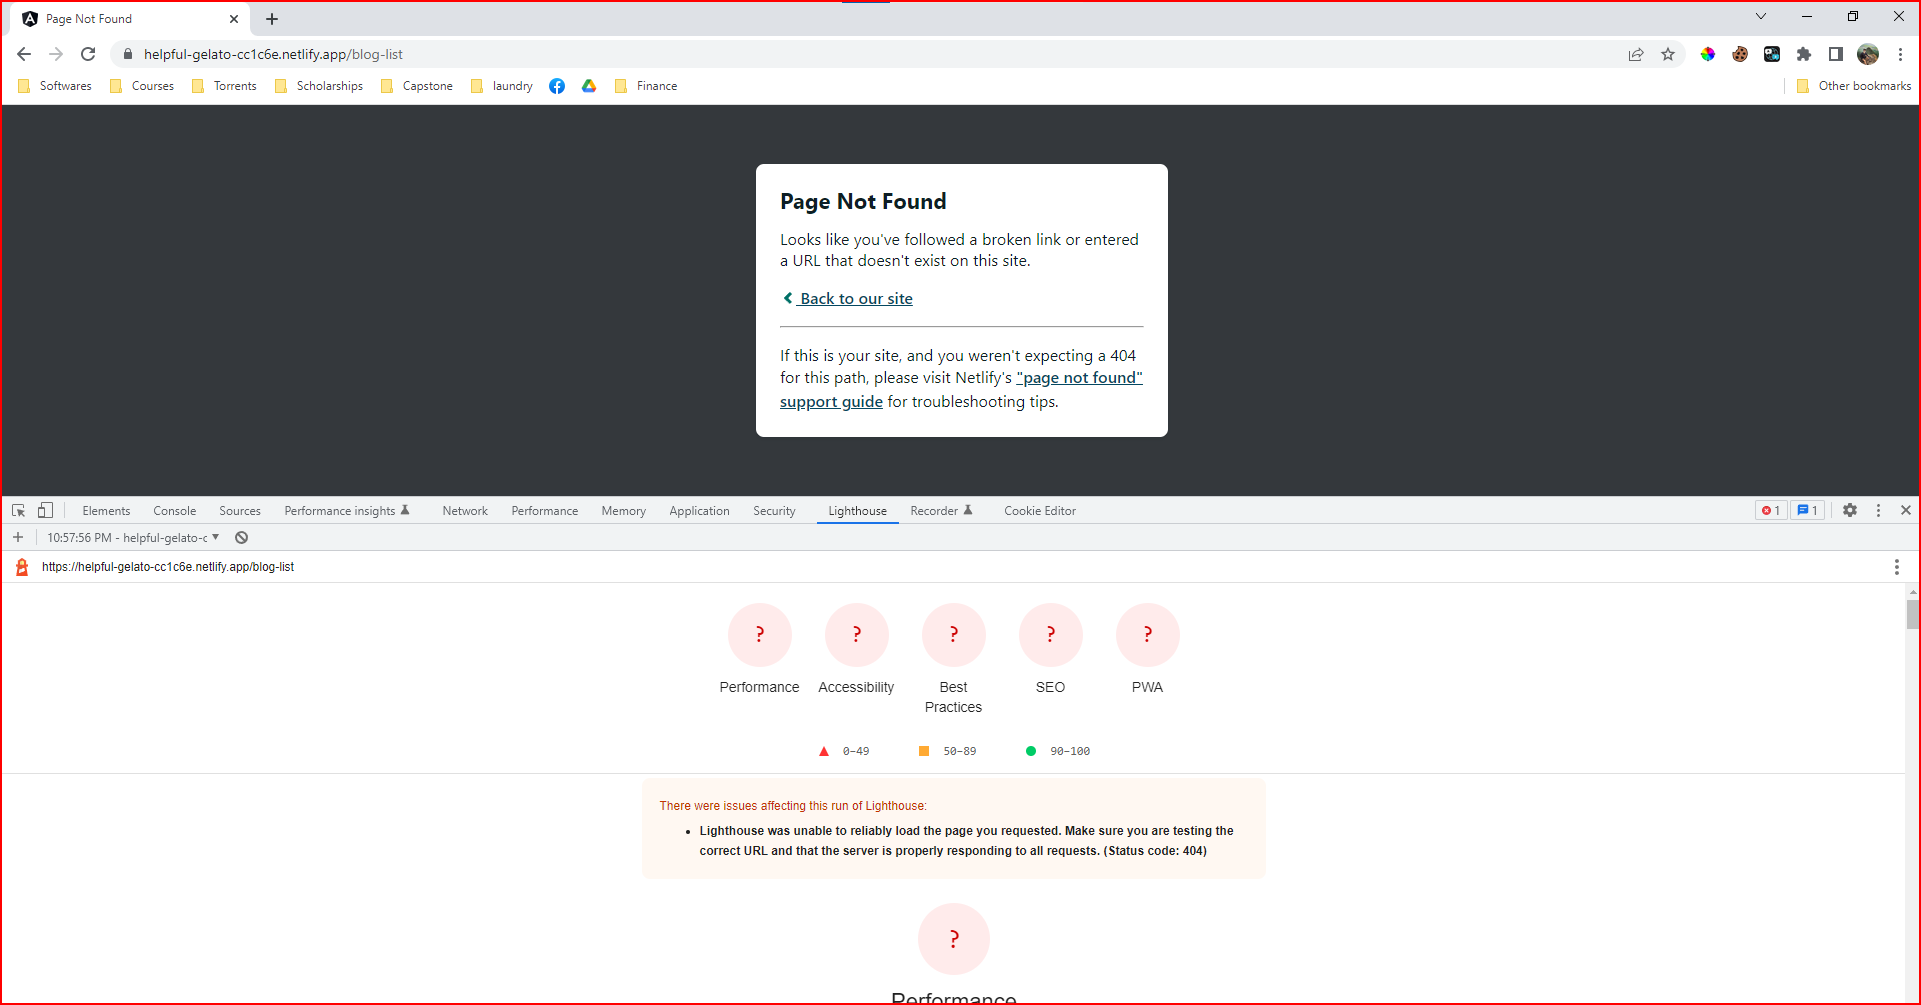 Page Not Found
helpful-gelato-cc1c6e.netlify.app/blog-list
Softwares Courses Torrents Scholarships Capstone laundry Finance Other bookmarks
Page Not Found
Looks like you've followed a broken link or entered
a URL that doesn't exist on this site.
Back to our site
If this is your site, and you weren't expecting a 404
for this path, please visit Netlify's "page not found"
support guide for troubleshooting tips.
Elements Console Sources Performance insights Network Performance Memory Application Security Lighthouse Recorder Cookie Editor 1 1
10:57:56 PM - helpful-gelato-c
https://helpful-gelato-cc1c6e.netlify.app/blog-list
? ? ? ? ?
Performance Accessibility Best SEO PWA
Practices
0–49 50–89 90–100
There were issues affecting this run of Lighthouse:
• Lighthouse was unable to reliably load the page you requested. Make sure you are testing the
correct URL and that the server is properly responding to all requests. (Status code: 404)
?
Performance